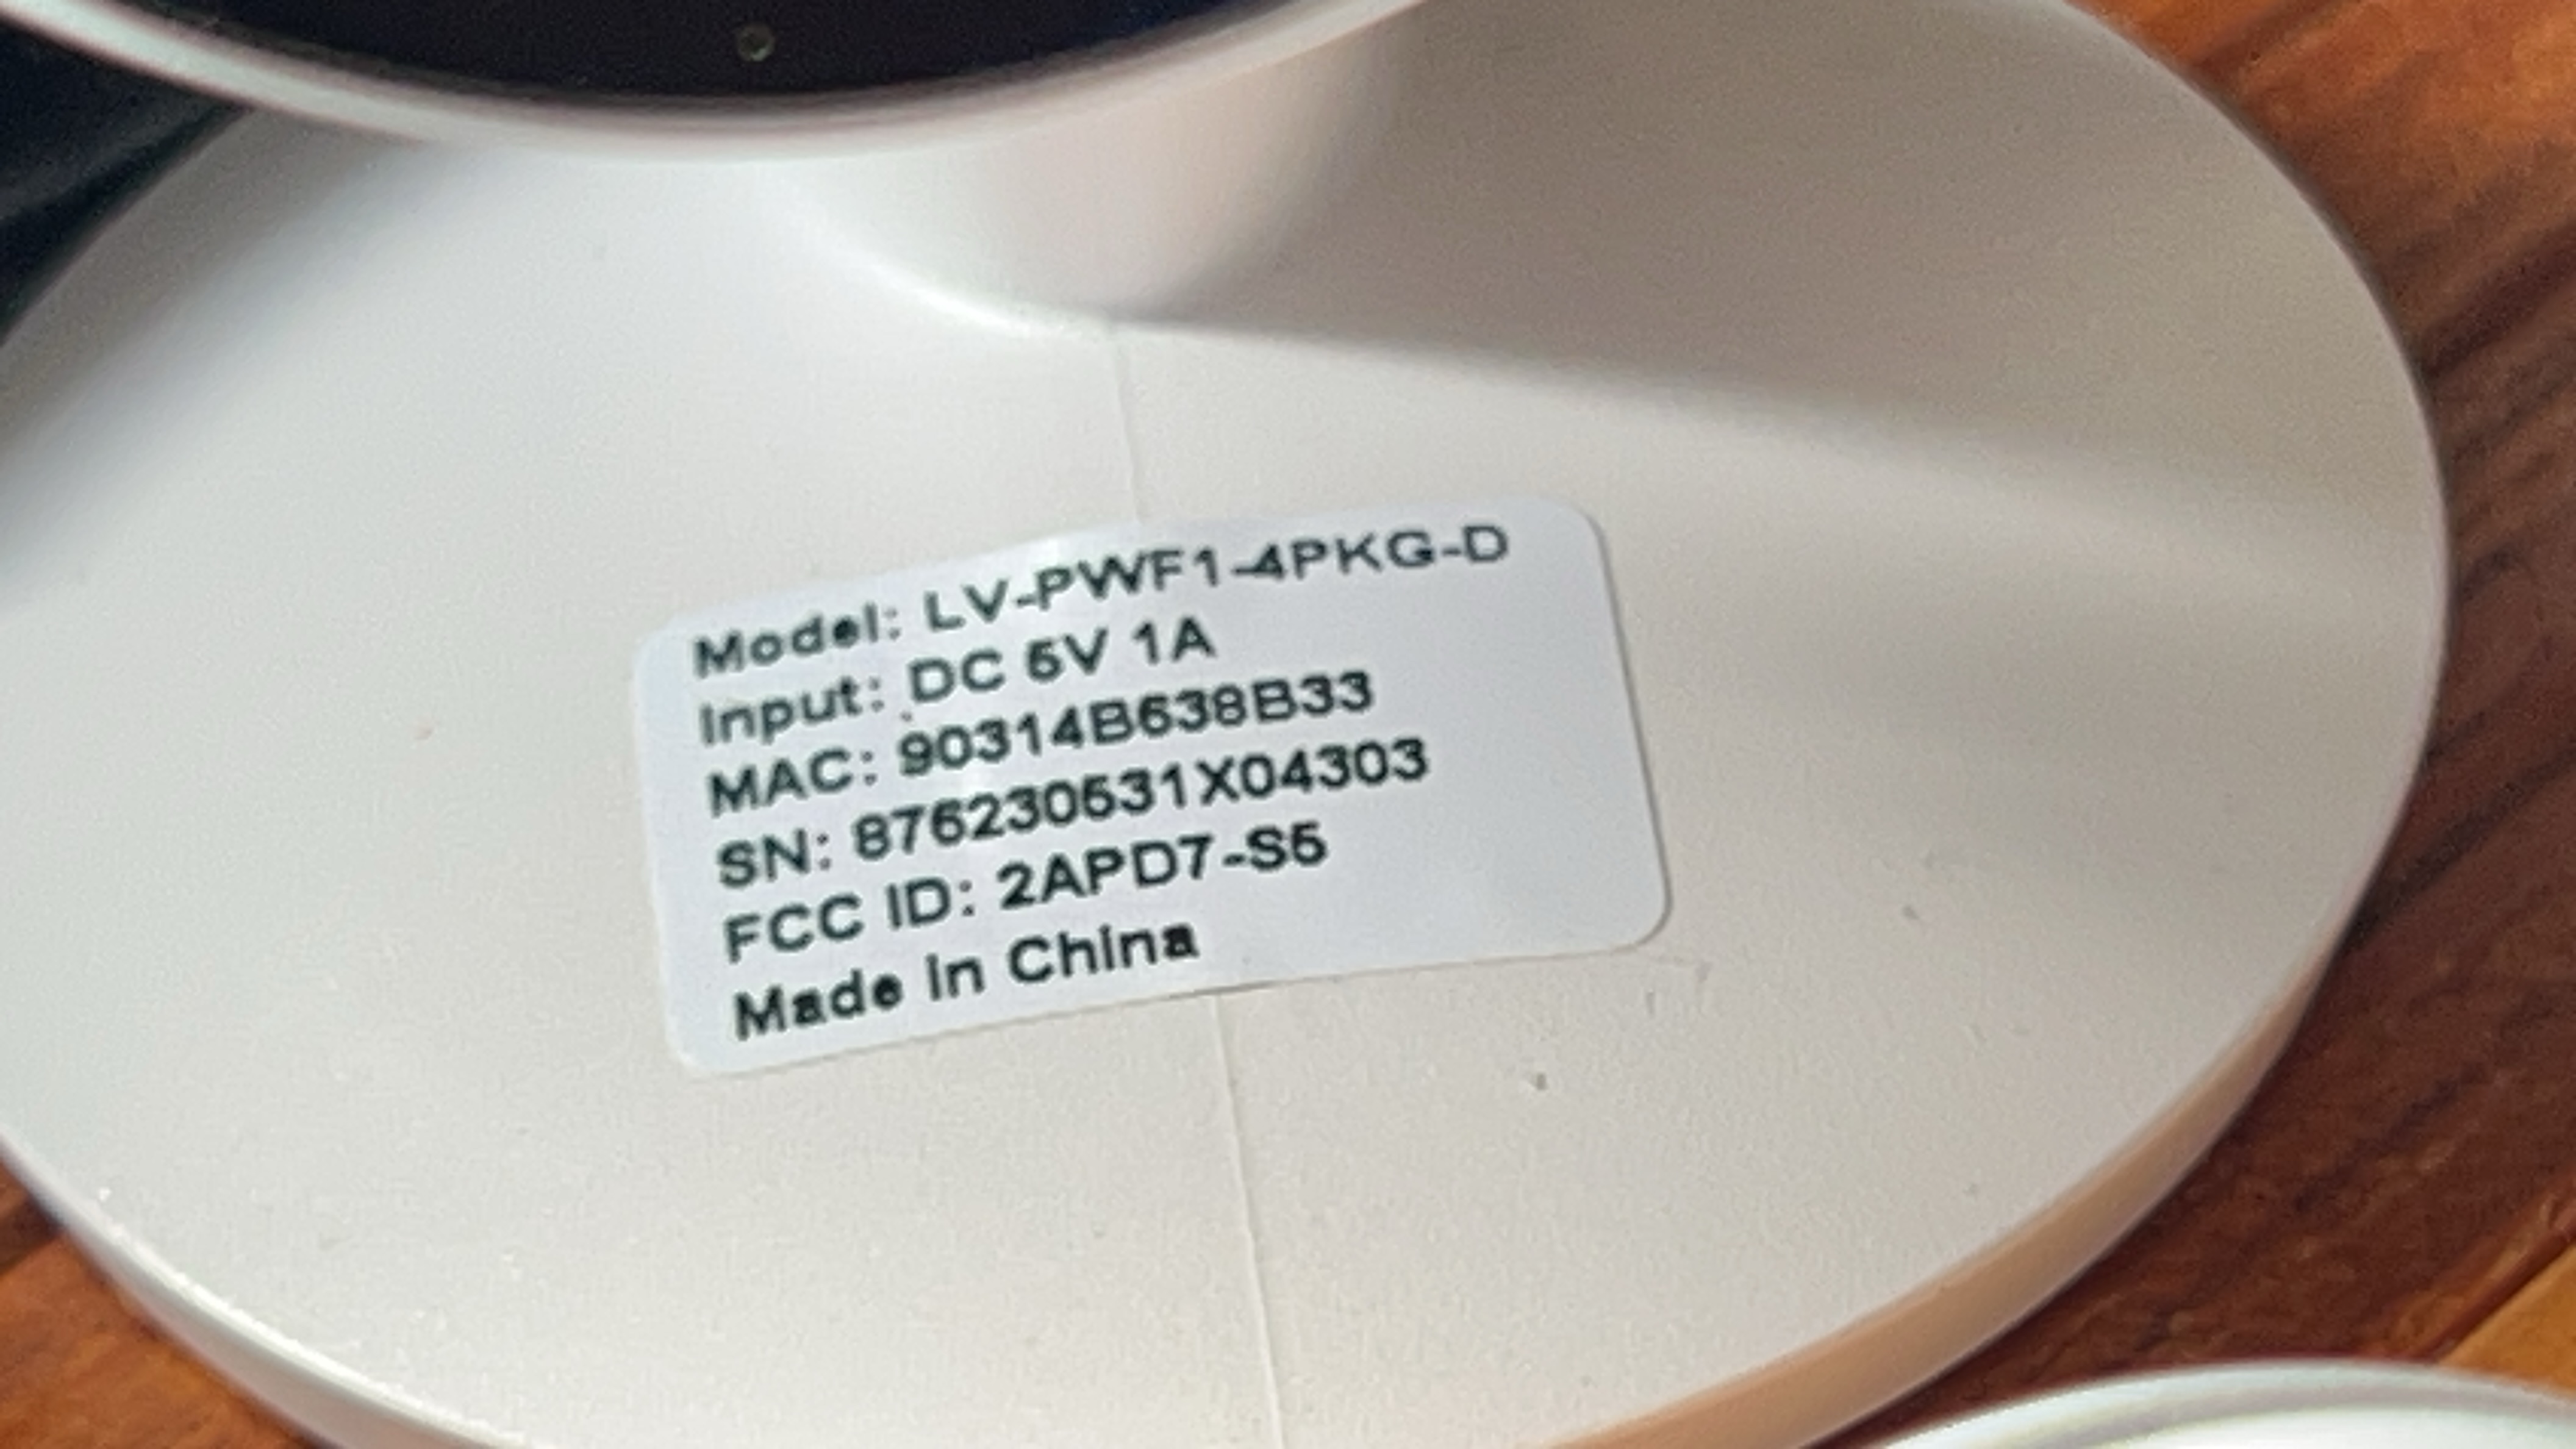 Model: LV-PWF1-4PKG-D
Input: DC 5V 1A
MAC: 90314B638B33
SN: 876230531X04303
FCC ID: 2APD7-S5
Made in China